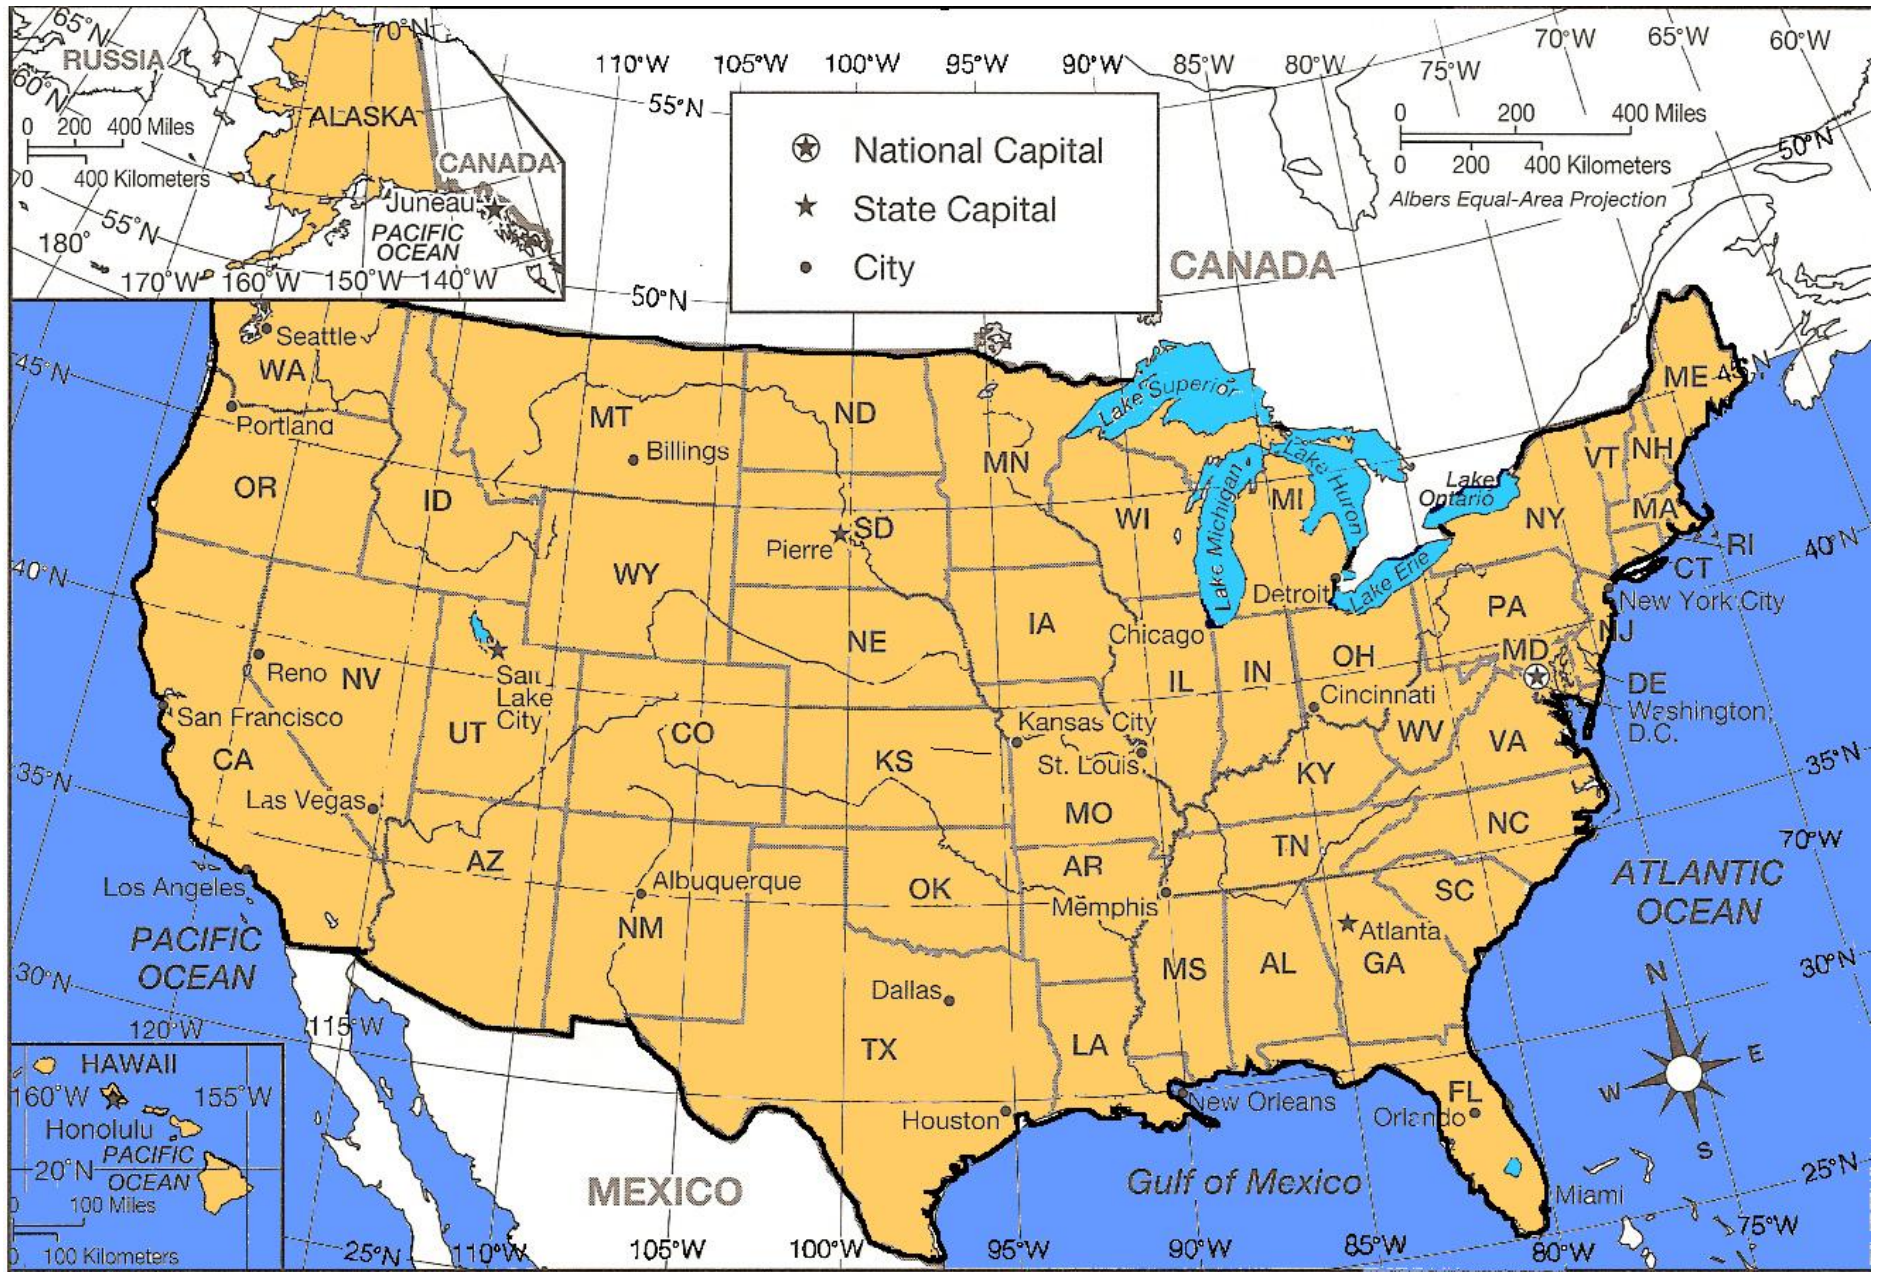 65°N
RUSSIA
60°N
70°N
ALASKA
0 200 400 Miles
400 Kilometers
CANADA
Juneau
PACIFIC
OCEAN
55°N
180°
170°W 160°W 150°W 140°W
110°W 105°W 100°W 95°W 90°W 85°W 80°W 75°W 70°W 65°W 60°W
55°N
50°N
National Capital
State Capital
City
0 200 400 Miles
0 200 400 Kilometers
Albers Equal-Area Projection
50°N
CANADA
45°N
Seattle
WA
Portland
OR
ID
MT
Billings
ND
MN
SD
Pierre
WY
Lake Superior
Lake Michigan
Lake Huron
Lake
Ontario
Lake Erie
WI
MI
Detroit
ME
45°N
VT
NH
NY
MA
RI
CT
40°N
New York City
PA
NJ
MD
DE
Washington,
D.C.
40°N
Reno
NV
San Francisco
CA
Salt
Lake
City
UT
CO
NE
IA
Chicago
IL
IN
OH
Cincinnati
WV
VA
Kansas City
St. Louis
KS
MO
KY
35°N
35°N
Las Vegas
Los Angeles
AZ
Albuquerque
NM
OK
AR
Memphis
TN
NC
SC
Atlanta
GA
AL
MS
LA
Dallas
TX
Houston
New Orleans
FL
Orlando
Miami
70°W
ATLANTIC
OCEAN
30°N
PACIFIC
OCEAN
30°N
120°W
115°W
HAWAII
160°W 155°W
Honolulu
PACIFIC
OCEAN
20°N
0 100 Miles
0 100 Kilometers
MEXICO
Gulf of Mexico
N
E
W
S
25°N
25°N
110°W 105°W 100°W 95°W 90°W 85°W 80°W 75°W